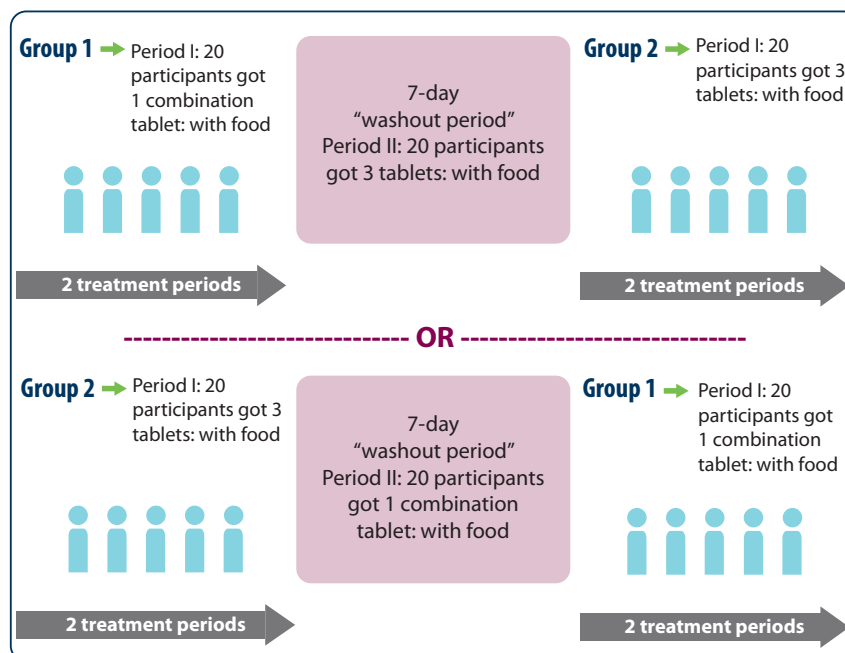 Group 1 Period I: 20
participants got
1 combination
tablet: with food
7-day
“washout period”
Period II: 20 participants
got 3 tablets: with food
Group 2 Period I: 20
participants got 3
tablets: with food
2 treatment periods
2 treatment periods
OR
Group 2 Period I: 20
participants got 3
tablets: with food
7-day
“washout period”
Period II: 20 participants
got 1 combination
tablet: with food
Group 1 Period I: 20
participants got
1 combination
tablet: with food
2 treatment periods
2 treatment periods